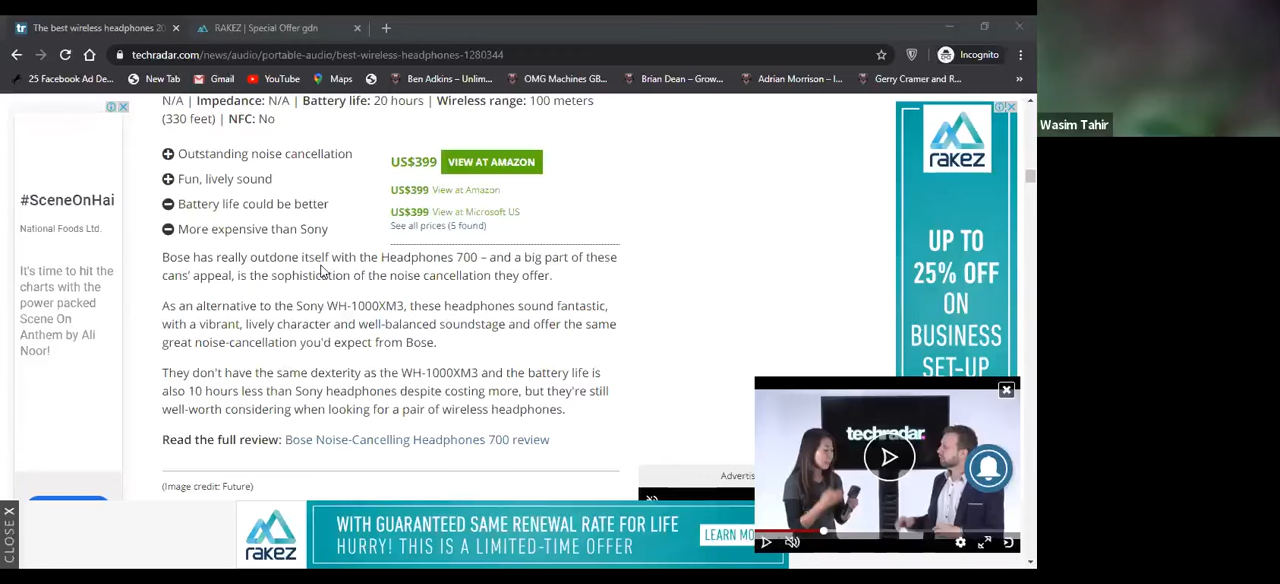 The best wireless headphones 20
RAKEZ | Special Offer gdn
techradar.com/news/audio/portable-audio/best-wireless-headphones-1280344
Incognito
25 Facebook Ad De...
New Tab
Gmail
YouTube
Maps
Ben Adkins – Unlim...
OMG Machines GB...
Brian Dean – Grow...
Adrian Morrison – I...
Gerry Cramer and R...
»
Wasim Tahir
N/A | Impedance: N/A | Battery life: 20 hours | Wireless range: 100 meters
(330 feet) | NFC: No
Outstanding noise cancellation
Fun, lively sound
Battery life could be better
More expensive than Sony
US$399 VIEW AT AMAZON
US$399 View at Amazon
US$399 View at Microsoft US
See all prices (5 found)
Bose has really outdone itself with the Headphones 700 – and a big part of these
cans' appeal, is the sophistication of the noise cancellation they offer.
As an alternative to the Sony WH-1000XM3, these headphones sound fantastic,
with a vibrant, lively character and well-balanced soundstage and offer the same
great noise-cancellation you'd expect from Bose.
They don't have the same dexterity as the WH-1000XM3 and the battery life is
also 10 hours less than Sony headphones despite costing more, but they're still
well-worth considering when looking for a pair of wireless headphones.
Read the full review: Bose Noise-Cancelling Headphones 700 review
(Image credit: Future)
#SceneOnHai
National Foods Ltd.
It's time to hit the
charts with the
power packed
Scene On
Anthem by Ali
Noor!
rakez
UP TO
25% OFF
ON
BUSINESS
SET-UP
Advertis
techradar.
CLOSE X
rakez
WITH GUARANTEED SAME RENEWAL RATE FOR LIFE
HURRY! THIS IS A LIMITED-TIME OFFER
LEARN MO